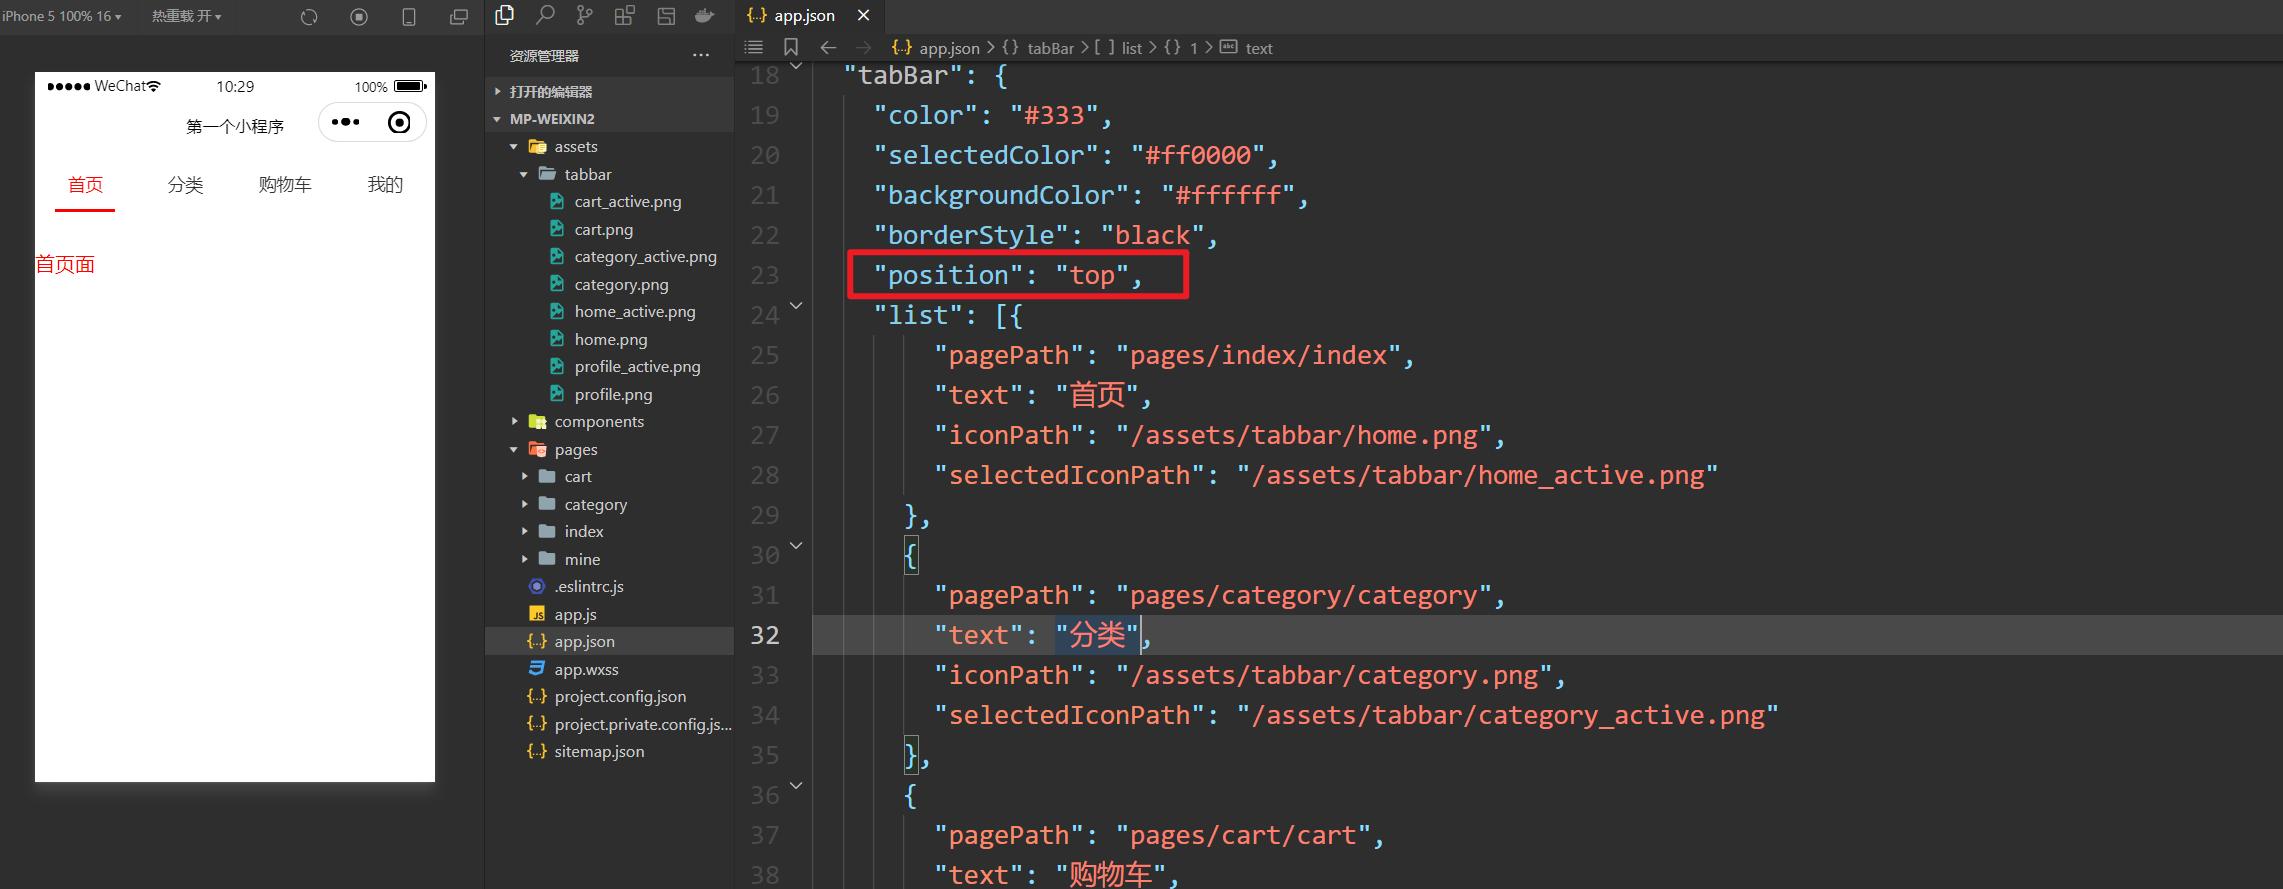 iPhone 5 100% 16
热重载 开
WeChat
10:29
100%
第一个小程序
首页
分类
购物车
我的
首页面
资源管理器
打开的编辑器
MP-WEIXIN2
assets
tabbar
cart_active.png
cart.png
category_active.png
category.png
home_active.png
home.png
profile_active.png
profile.png
components
pages
cart
category
index
mine
.eslintrc.js
app.js
app.json
app.wxss
project.config.json
project.private.config.js...
sitemap.json
{..} app.json
{..} app.json > {} tabBar > [ ] list > {} 1 > abc text
18 "tabBar": {
19 "color": "#333",
20 "selectedColor": "#ff0000",
21 "backgroundColor": "#ffffff",
22 "borderStyle": "black",
23 "position": "top",
24 "list": [{
25 "pagePath": "pages/index/index",
26 "text": "首页",
27 "iconPath": "/assets/tabbar/home.png",
28 "selectedIconPath": "/assets/tabbar/home_active.png"
29 },
30 {
31 "pagePath": "pages/category/category",
32 "text": "分类",
33 "iconPath": "/assets/tabbar/category.png",
34 "selectedIconPath": "/assets/tabbar/category_active.png"
35 },
36 {
37 "pagePath": "pages/cart/cart",
38 "text": "购物车",